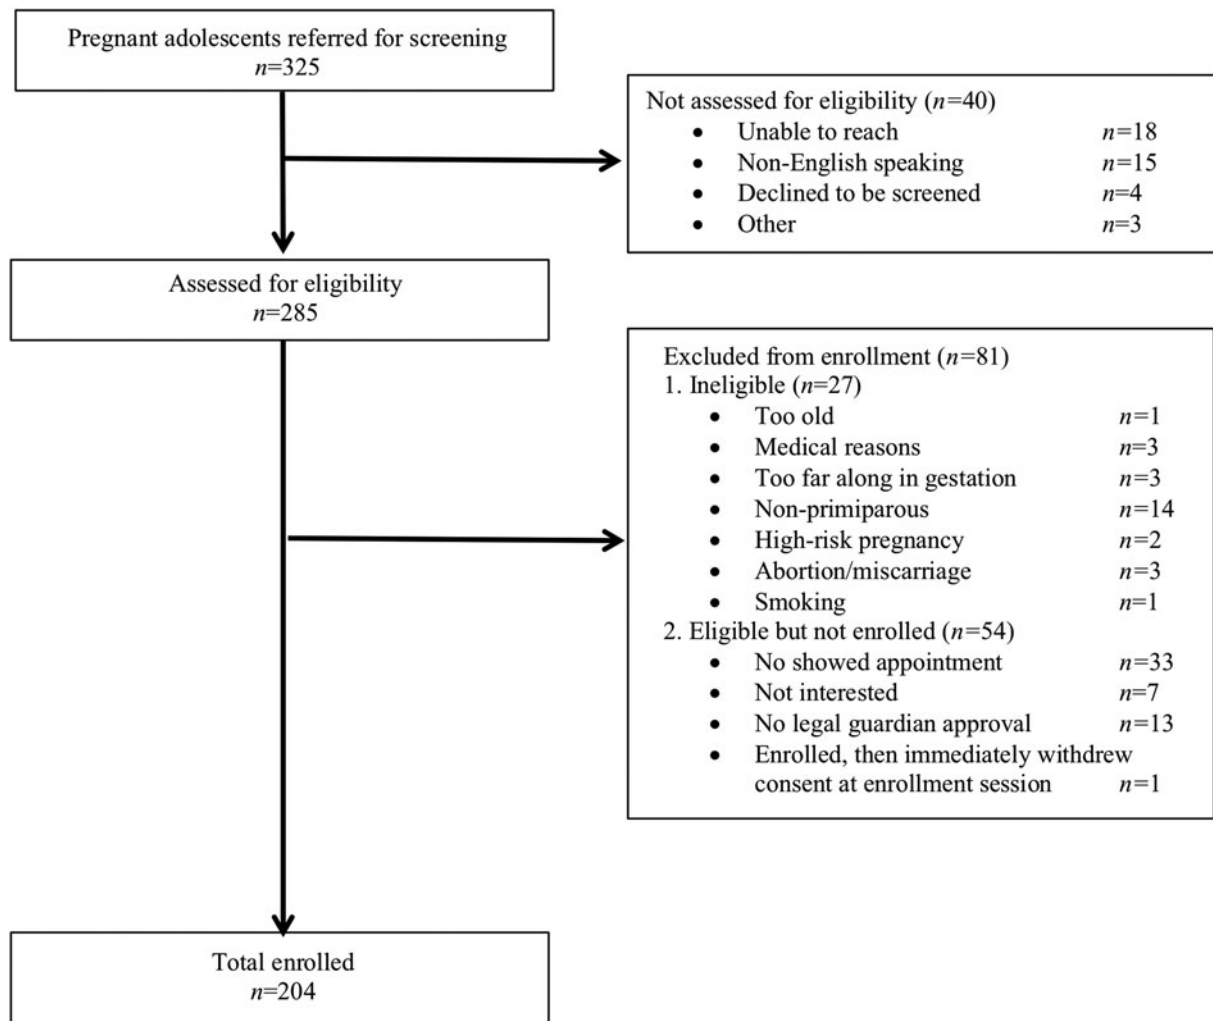 Pregnant adolescents referred for screening
n=325
Not assessed for eligibility (n=40)
• Unable to reach n=18
• Non-English speaking n=15
• Declined to be screened n=4
• Other n=3
Assessed for eligibility
n=285
Excluded from enrollment (n=81)
1. Ineligible (n=27)
• Too old n=1
• Medical reasons n=3
• Too far along in gestation n=3
• Non-primiparous n=14
• High-risk pregnancy n=2
• Abortion/miscarriage n=3
• Smoking n=1
2. Eligible but not enrolled (n=54)
• No showed appointment n=33
• Not interested n=7
• No legal guardian approval n=13
• Enrolled, then immediately withdrew
consent at enrollment session n=1
Total enrolled
n=204